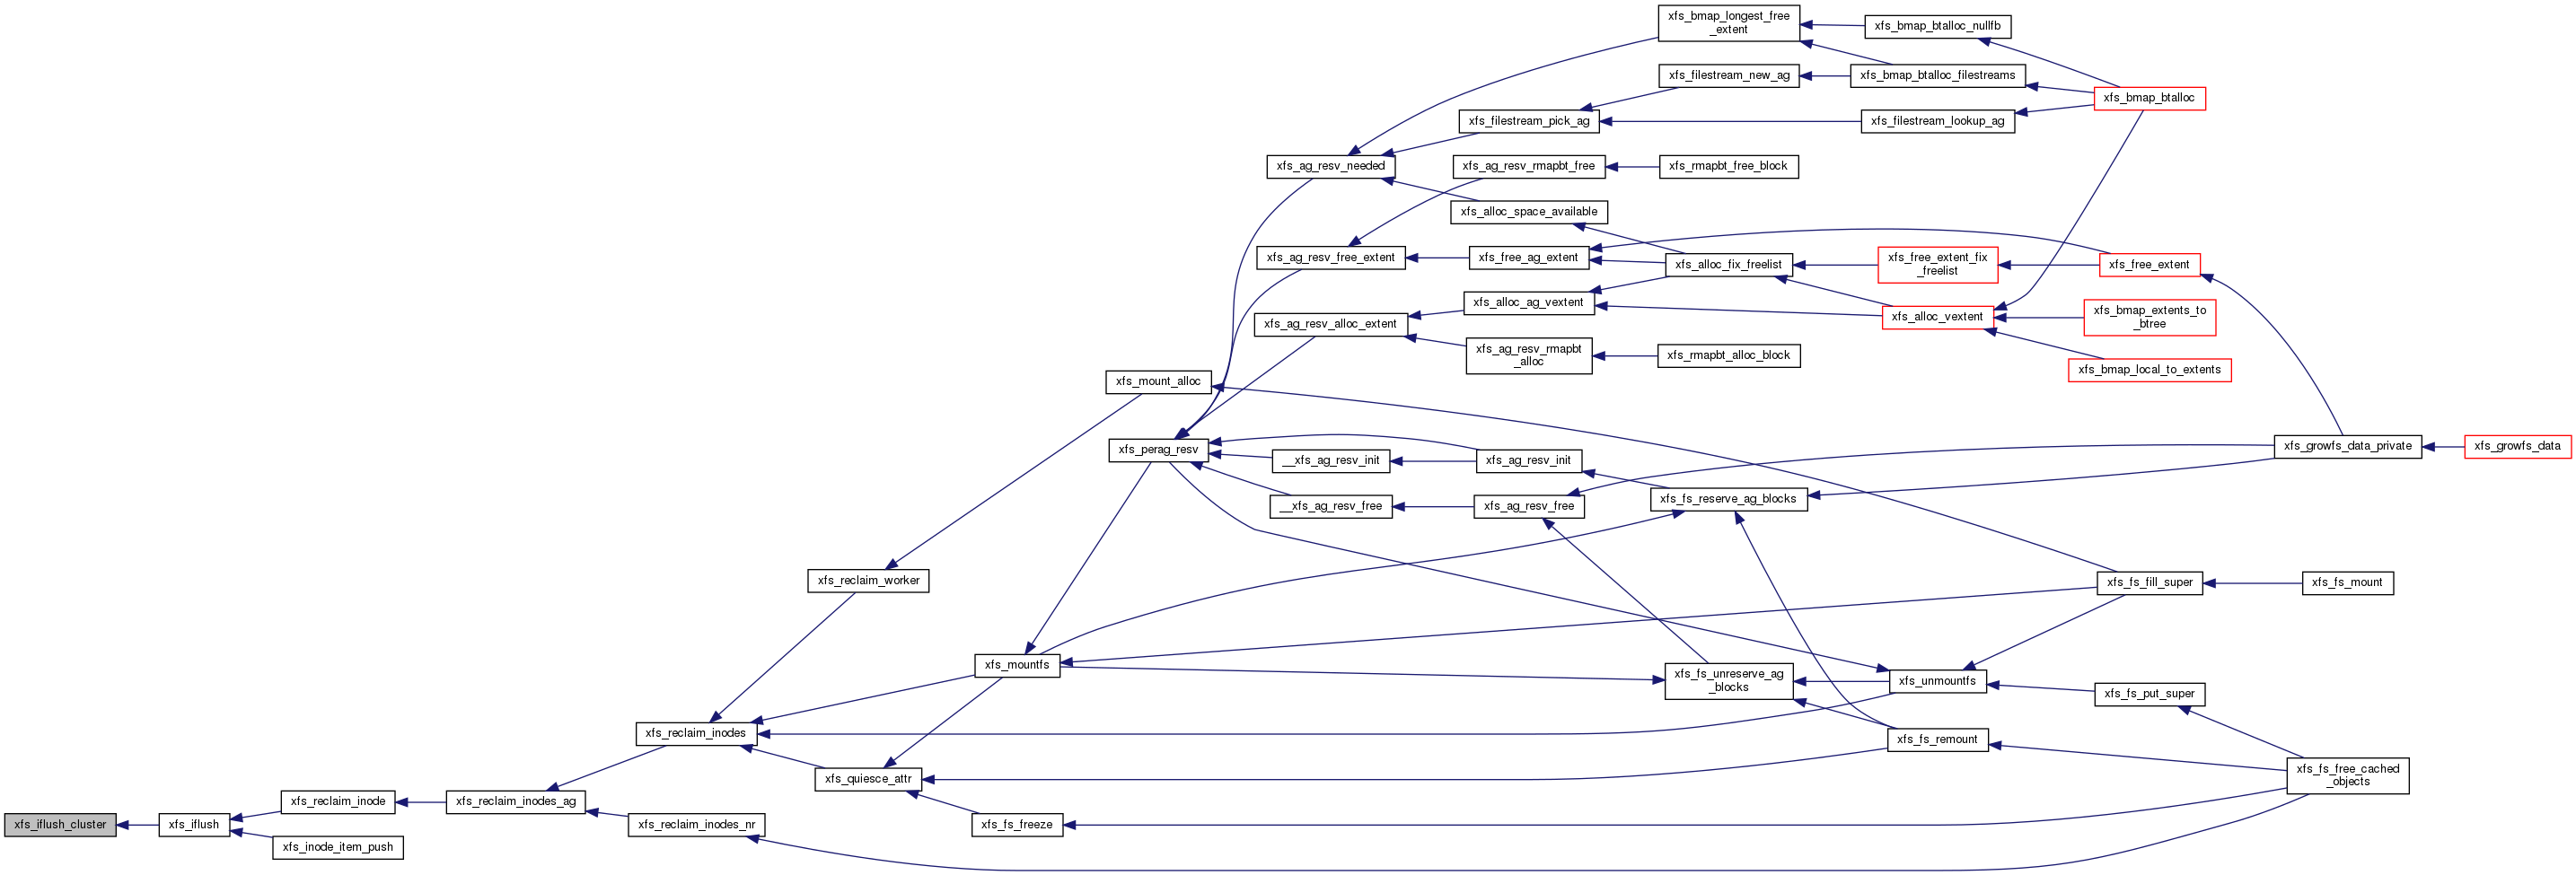 xfs_bmap_longest_free
_extent
xfs_bmap_btalloc_nullfb
xfs_filestream_new_ag
xfs_bmap_btalloc_filestreams
xfs_bmap_btalloc
xfs_filestream_pick_ag
xfs_filestream_lookup_ag
xfs_ag_resv_needed
xfs_ag_resv_rmapbt_free
xfs_rmapbt_free_block
xfs_alloc_space_available
xfs_ag_resv_free_extent
xfs_free_ag_extent
xfs_alloc_fix_freelist
xfs_free_extent_fix
_freelist
xfs_free_extent
xfs_alloc_ag_vextent
xfs_ag_resv_alloc_extent
xfs_alloc_vextent
xfs_bmap_extents_to
_btree
xfs_ag_resv_rmapbt
_alloc
xfs_rmapbt_alloc_block
xfs_bmap_local_to_extents
xfs_mount_alloc
xfs_perag_resv
__xfs_ag_resv_init
xfs_ag_resv_init
xfs_growfs_data_private
xfs_growfs_data
__xfs_ag_resv_free
xfs_ag_resv_free
xfs_fs_reserve_ag_blocks
xfs_reclaim_worker
xfs_fs_fill_super
xfs_fs_mount
xfs_mountfs
xfs_fs_unreserve_ag
_blocks
xfs_unmountfs
xfs_fs_put_super
xfs_reclaim_inodes
xfs_fs_remount
xfs_quiesce_attr
xfs_fs_free_cached
_objects
xfs_reclaim_inode
xfs_reclaim_inodes_ag
xfs_iflush_cluster
xfs_iflush
xfs_reclaim_inodes_nr
xfs_fs_freeze
xfs_inode_item_push